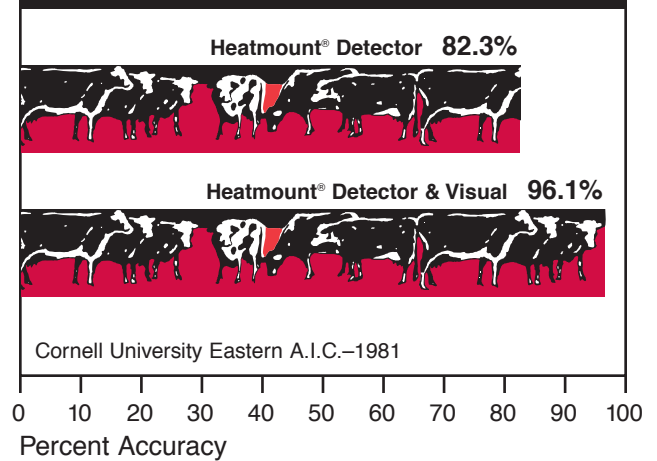 Heatmount® Detector 82.3%
Heatmount® Detector & Visual 96.1%
Cornell University Eastern A.I.C.–1981
0 10 20 30 40 50 60 70 80 90 100
Percent Accuracy